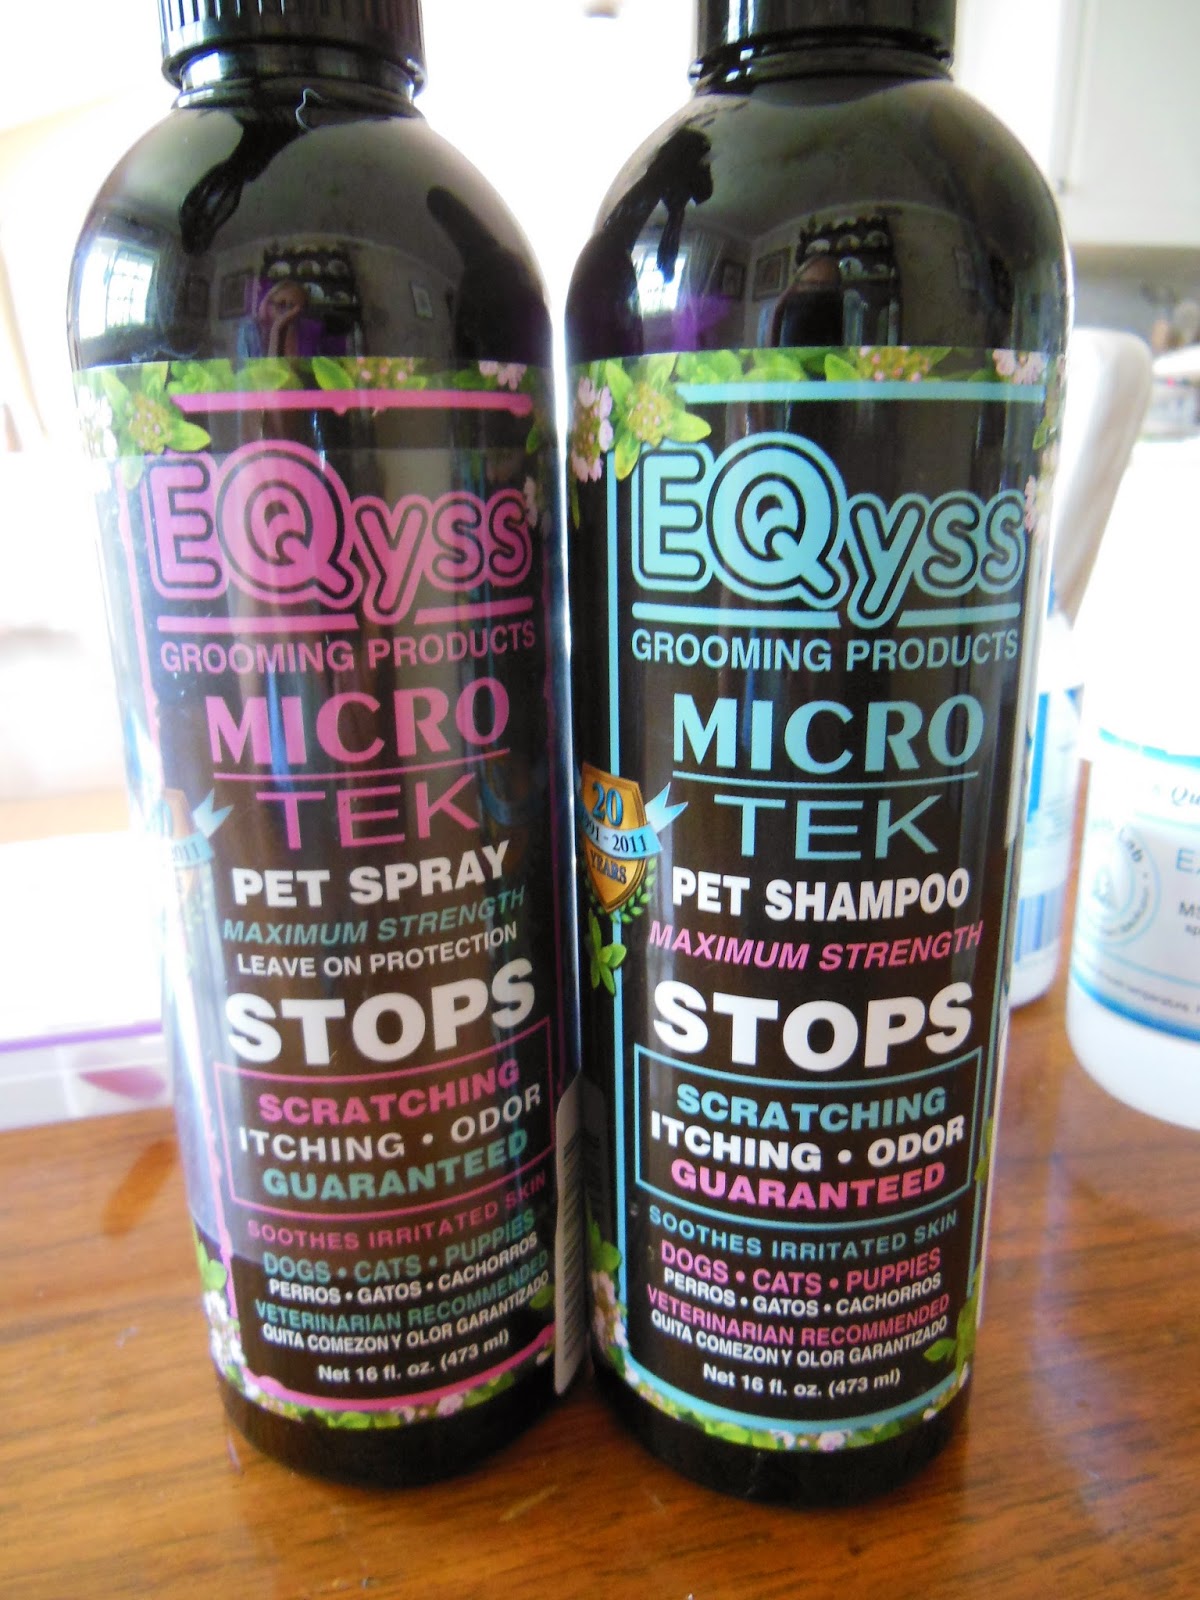 EQyss
GROOMING PRODUCTS
MICRO
TEK
PET SPRAY
MAXIMUM STRENGTH
LEAVE ON PROTECTION
STOPS
SCRATCHING
ITCHING • ODOR
GUARANTEED
SOOTHES IRRITATED SKIN
DOGS • CATS • PUPPIES
PERROS • GATOS • CACHORROS
VETERINARIAN RECOMMENDED
QUITA COMEZON Y OLOR GARANTIZADO
Net 16 fl. oz. (473 ml)
2011
EQyss
GROOMING PRODUCTS
MICRO
TEK
20
1991 - 2011
YEARS
PET SHAMPOO
MAXIMUM STRENGTH
STOPS
SCRATCHING
ITCHING • ODOR
GUARANTEED
SOOTHES IRRITATED SKIN
DOGS • CATS • PUPPIES
PERROS • GATOS • CACHORROS
VETERINARIAN RECOMMENDED
QUITA COMEZON Y OLOR GARANTIZADO
Net 16 fl. oz. (473 ml)